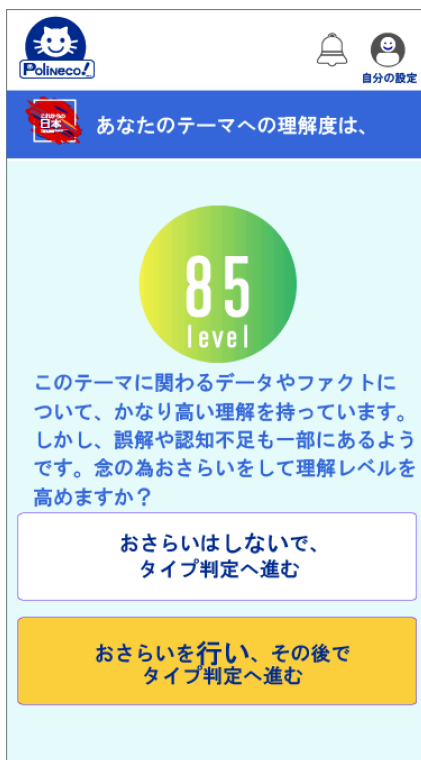 Polineco!
自分の設定
これからの
日本
あなたのテーマへの理解度は、
85
level
このテーマに関わるデータやファクトに
ついて、かなり高い理解を持っています。
しかし、誤解や認知不足も一部にあるよう
です。念の為おさらいをして理解レベルを
高めますか？
おさらいはしないで、
タイプ判定へ進む
おさらいを行い、その後で
タイプ判定へ進む